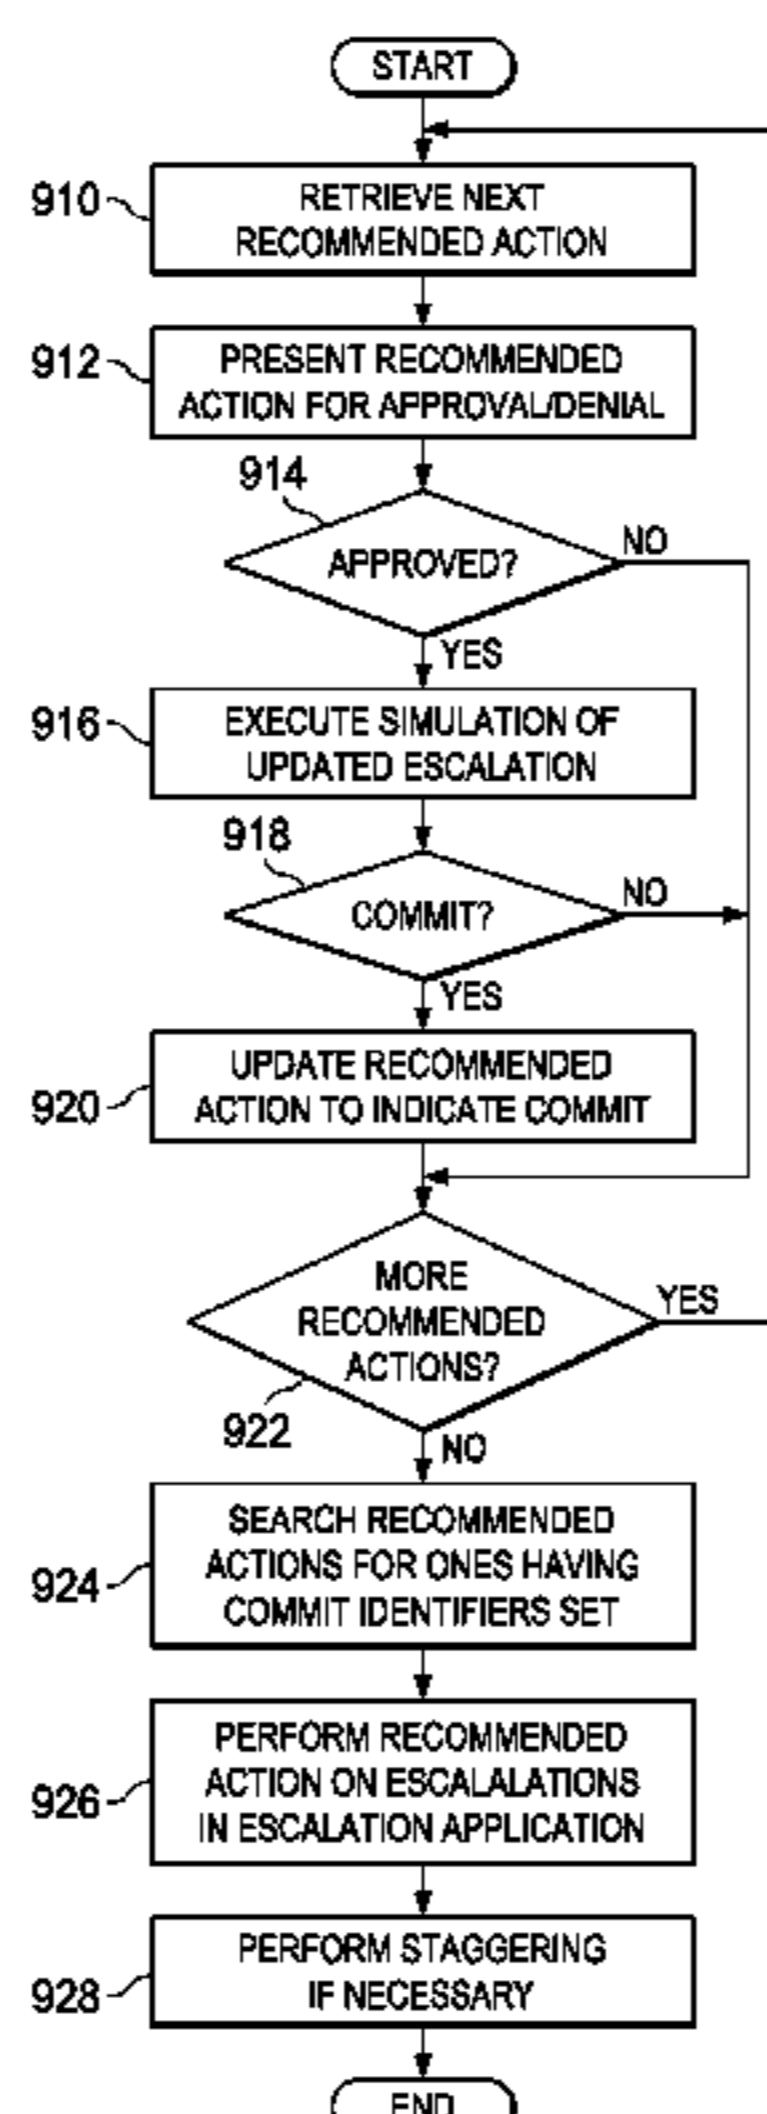 START
910
RETRIEVE NEXT
RECOMMENDED ACTION
912
PRESENT RECOMMENDED
ACTION FOR APPROVAL/DENIAL
914
APPROVED?
NO
YES
916
EXECUTE SIMULATION OF
UPDATED ESCALATION
918
COMMIT?
NO
YES
920
UPDATE RECOMMENDED
ACTION TO INDICATE COMMIT
MORE
RECOMMENDED
ACTIONS?
YES
922
NO
924
SEARCH RECOMMENDED
ACTIONS FOR ONES HAVING
COMMIT IDENTIFIERS SET
926
PERFORM RECOMMENDED
ACTION ON ESCALALATIONS
IN ESCALATION APPLICATION
928
PERFORM STAGGERING
IF NECESSARY
END